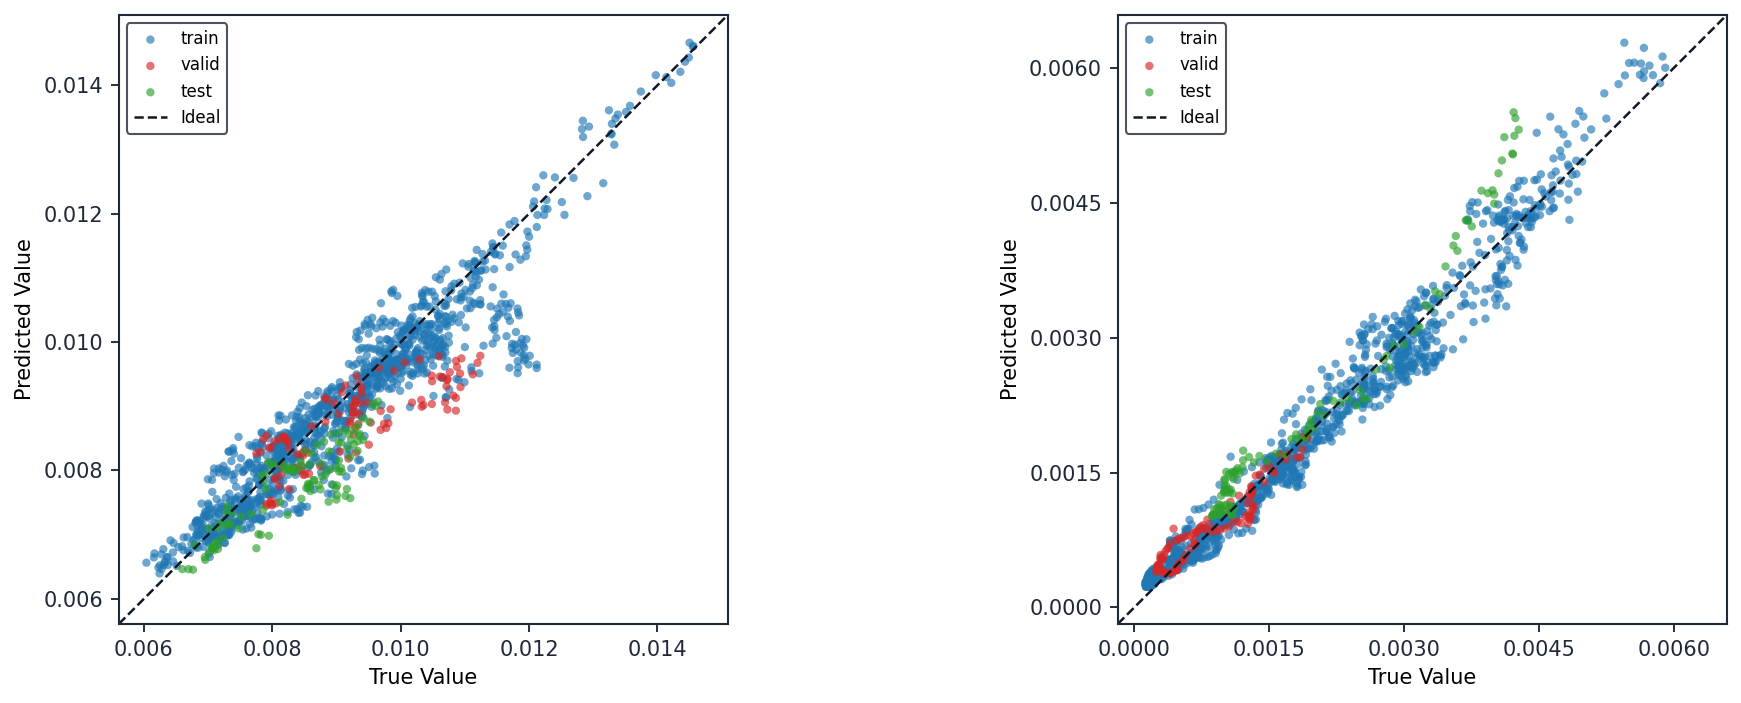 train
valid
test
Ideal
0.014
0.012
0.010
0.008
0.006
0.006 0.008 0.010 0.012 0.014
True Value
Predicted Value
train
valid
test
Ideal
0.0060
0.0045
0.0030
0.0015
0.0000
0.0000 0.0015 0.0030 0.0045 0.0060
True Value
Predicted Value